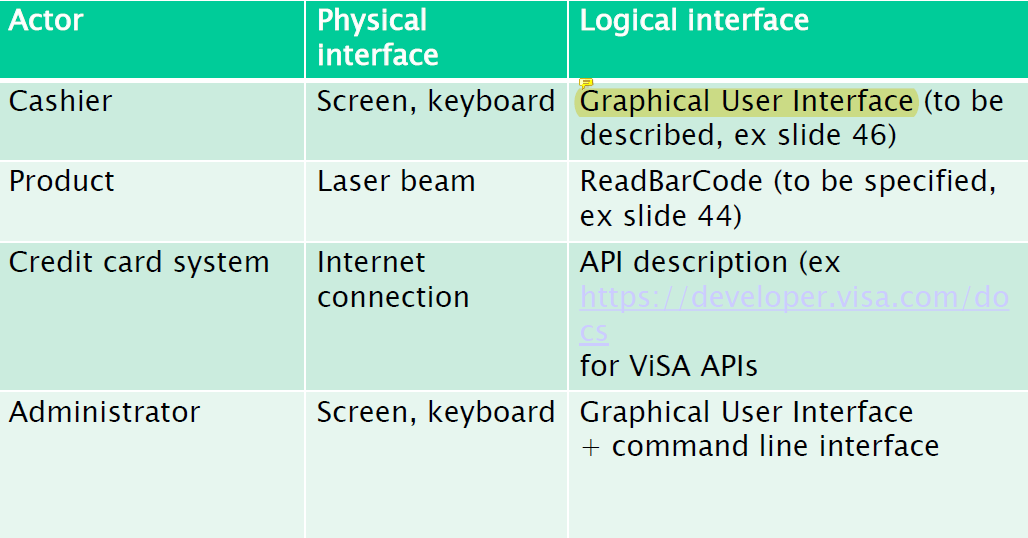 Actor
Physical
interface
Logical interface
Cashier
Screen, keyboard
Graphical User Interface (to be
described, ex slide 46)
Product
Laser beam
ReadBarCode (to be specified,
ex slide 44)
Credit card system
Internet
connection
API description (ex
https://developer.visa.com/do
cs
for ViSA APIs
Administrator
Screen, keyboard
Graphical User Interface
+ command line interface